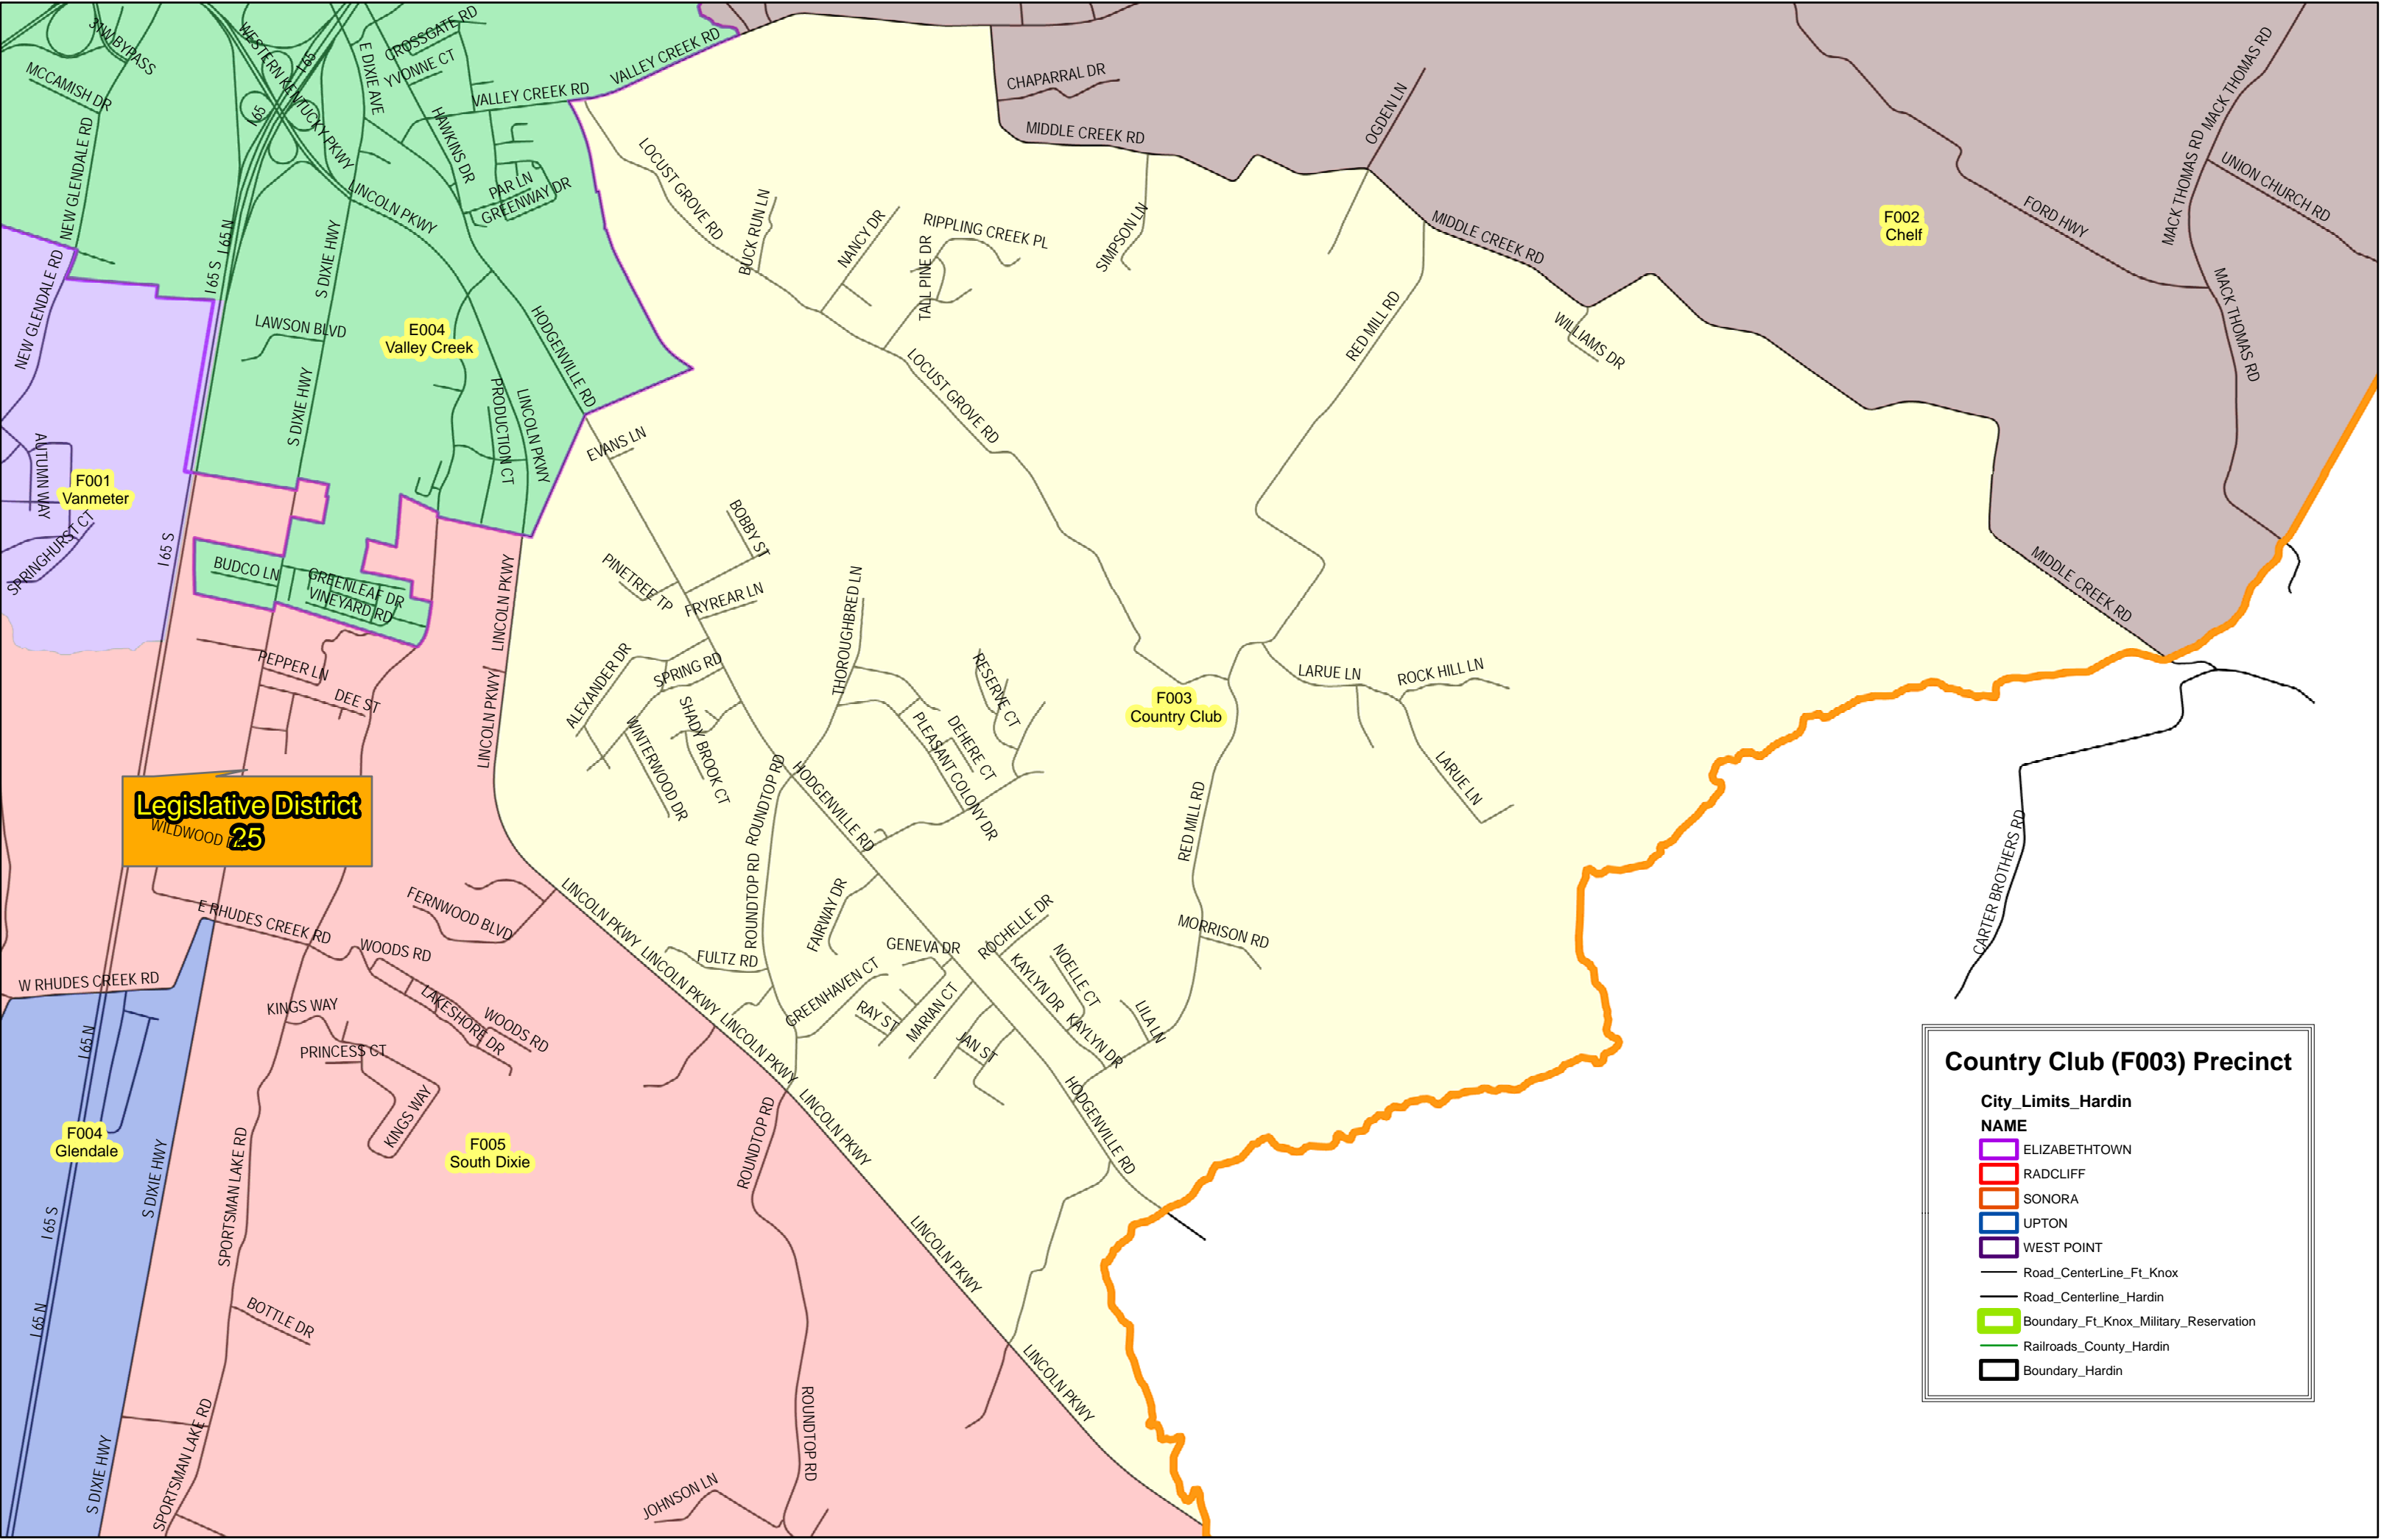 31W BYPASS
MCCAMISH DR
NEW GLENDALE RD
WESTERN KENTUCKY PKWY
I 65
I 65
E DIXIE AVE
CROSSGATE RD
YVONNE CT
VALLEY CREEK RD
VALLEY CREEK RD
HAWKINS DR
PAR LN
GREENWAY DR
LINCOLN PKWY
I 65 N
I 65 S
S DIXIE HWY
NEW GLENDALE RD
LAWSON BLVD
E004
Valley Creek
HODGENVILLE RD
S DIXIE HWY
PRODUCTION CT
LINCOLN PKWY
AUTUMN WAY
F001
Vanmeter
SPRINGHURST CT
I 65 S
BUDCO LN
GREENLEAF DR
VINEYARD RD
PEPPER LN
DEE ST
LINCOLN PKWY
LINCOLN PKWY
LOCUST GROVE RD
BUCK RUN LN
NANCY DR
TALL PINE DR
RIPPLING CREEK PL
SIMPSON LN
CHAPARRAL DR
MIDDLE CREEK RD
OGDEN LN
MIDDLE CREEK RD
RED MILL RD
WILLIAMS DR
F002
Chelf
FORD HWY
MACK THOMAS RD
MACK THOMAS RD
UNION CHURCH RD
MACK THOMAS RD
MIDDLE CREEK RD
LOCUST GROVE RD
EVANS LN
BOBBY ST
PINETREE TP
FRYREAR LN
THOROUGHBRED LN
ALEXANDER DR
SPRING RD
SHADY BROOK CT
WINTERWOOD DR
RESERVE CT
DEHERE CT
PLEASANT COLONY DR
F003
Country Club
LARUE LN
ROCK HILL LN
LARUE LN
Legislative District
25
WILDWOOD DR
ROUNDTOP RD
HODGENVILLE RD
RED MILL RD
CARTER BROTHERS RD
E RHUDES CREEK RD
FERNWOOD BLVD
WOODS RD
LINCOLN PKWY
LINCOLN PKWY
LINCOLN PKWY
LINCOLN PKWY
ROUNDTOP RD
FULTZ RD
FAIRWAY DR
GENEVA DR
ROCHELLE DR
MORRISON RD
W RHUDES CREEK RD
KINGS WAY
LAKESHORE DR
WOODS RD
PRINCESS CT
KINGS WAY
GREENHAVEN CT
RAY ST
MARIAN CT
JAN ST
KAYLYN DR
NOELLE CT
KAYLYN DR
LILA LN
HODGENVILLE RD
I 65 N
F004
Glendale
S DIXIE HWY
I 65 S
SPORTSMAN LAKE RD
F005
South Dixie
ROUNDTOP RD
LINCOLN PKWY
LINCOLN PKWY
LINCOLN PKWY
I 65 N
BOTTLE DR
S DIXIE HWY
SPORTSMAN LAKE RD
JOHNSON LN
ROUNDTOP RD
Country Club (F003) Precinct
City_Limits_Hardin
NAME
ELIZABETHTOWN
RADCLIFF
SONORA
UPTON
WEST POINT
Road_CenterLine_Ft_Knox
Road_Centerline_Hardin
Boundary_Ft_Knox_Military_Reservation
Railroads_County_Hardin
Boundary_Hardin